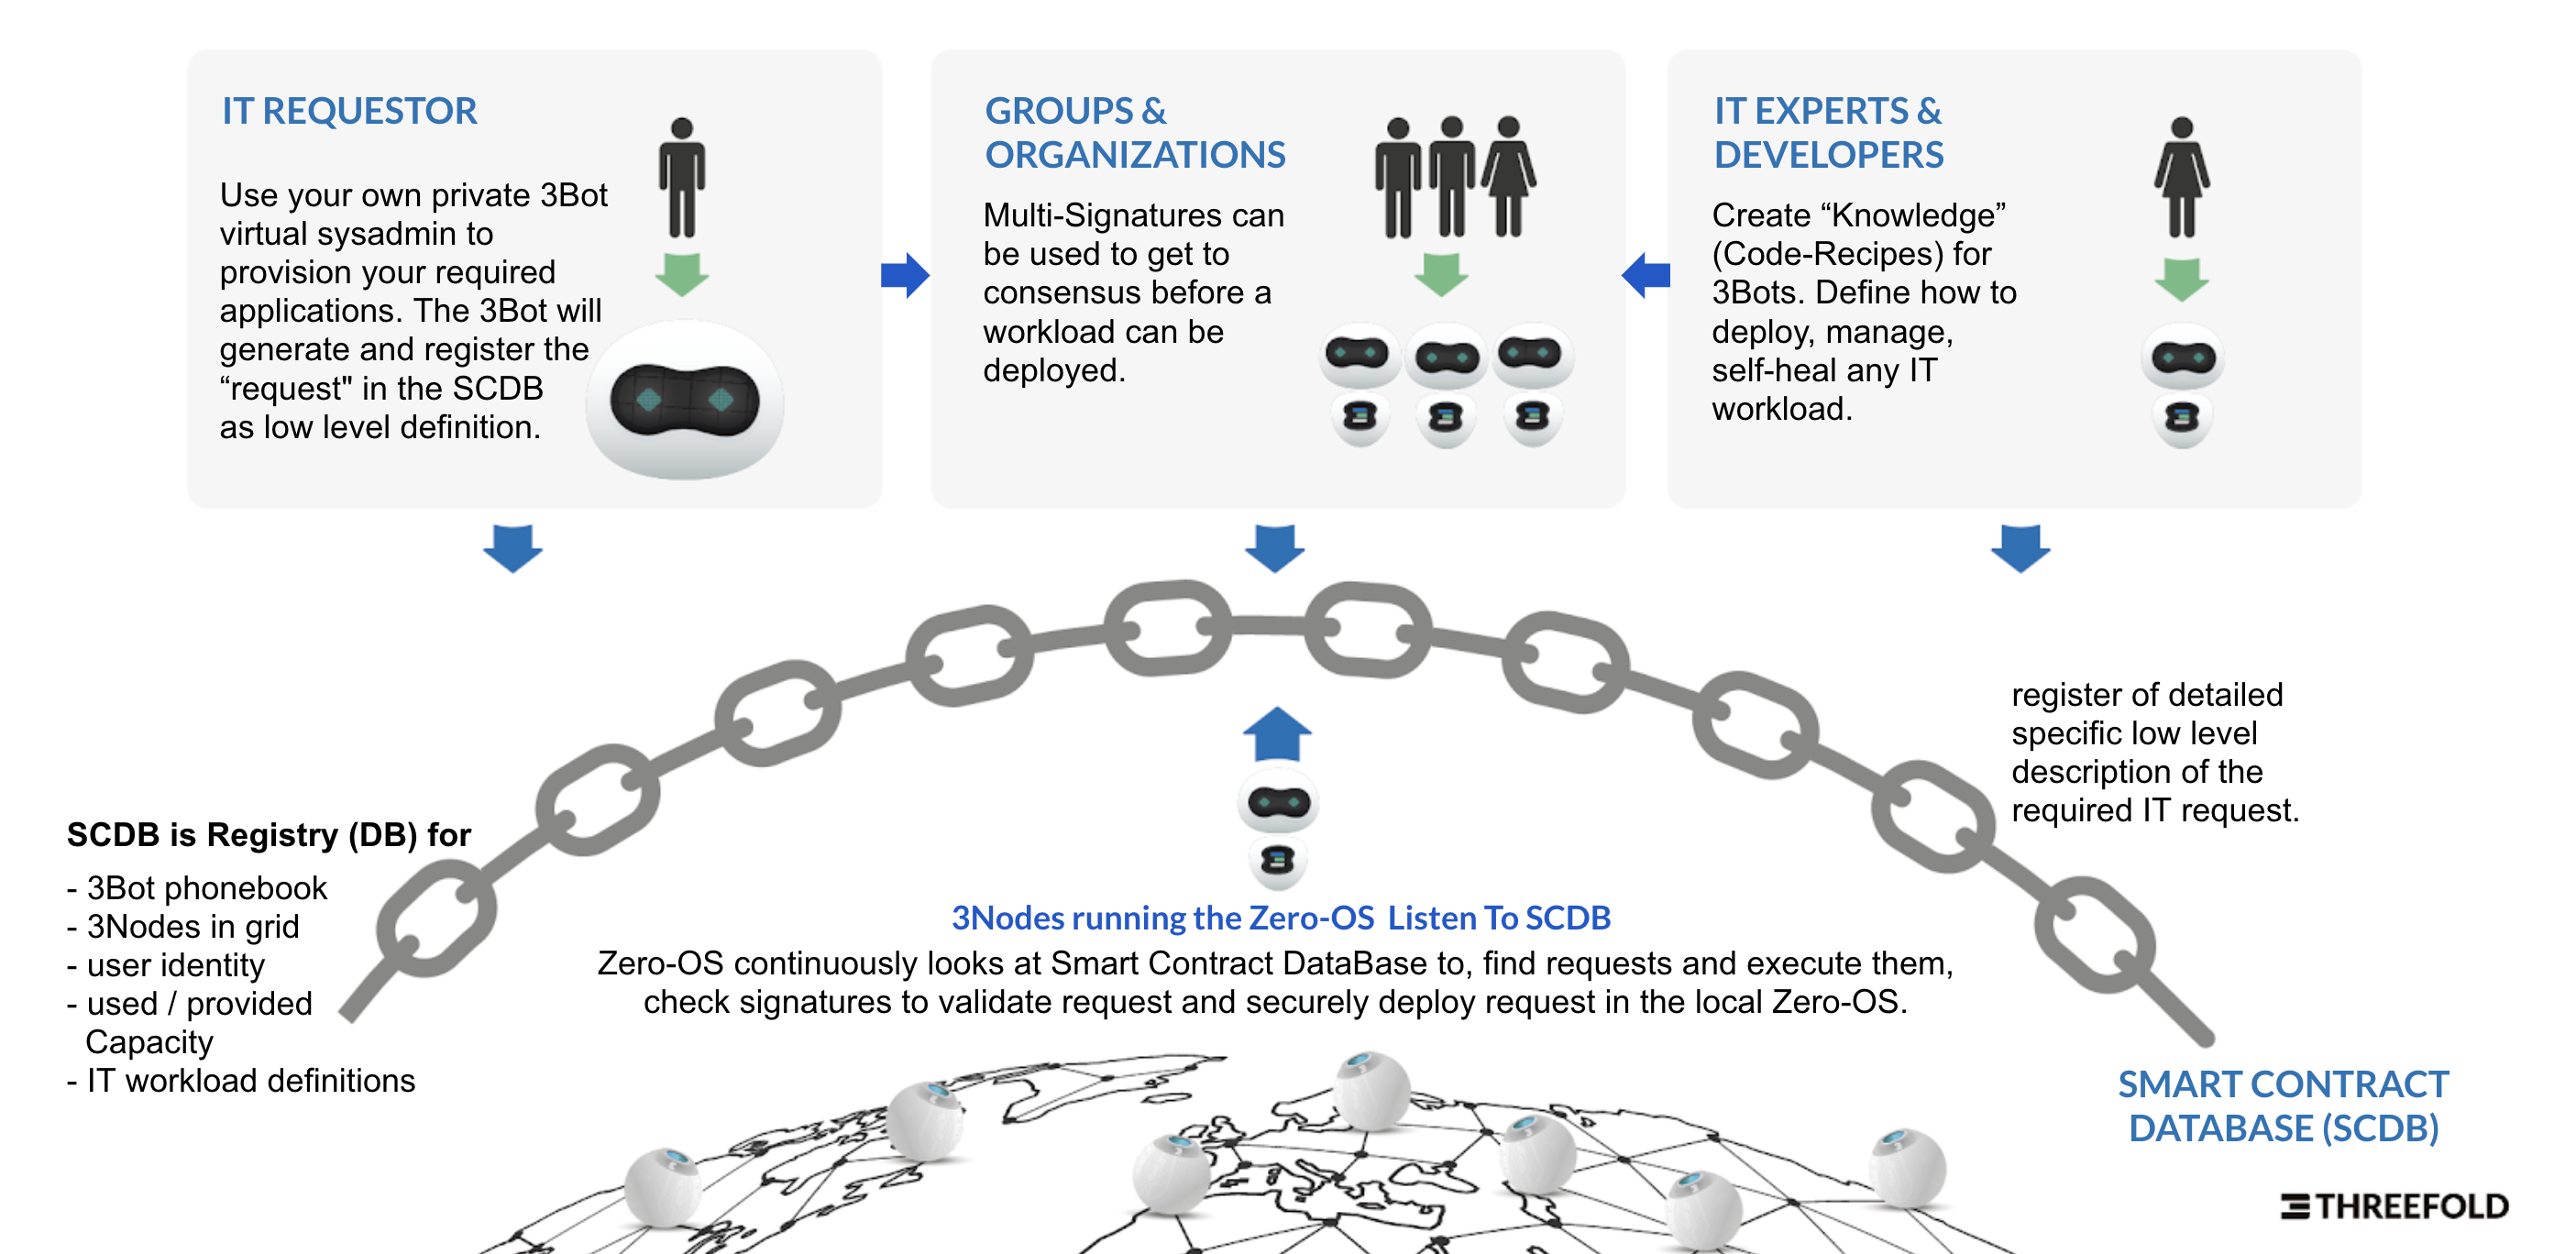 IT REQUESTOR
Use your own private 3Bot
virtual sysadmin to
provision your required
applications. The 3Bot will
generate and register the
“request" in the SCDB
as low level definition.
GROUPS &
ORGANIZATIONS
Multi-Signatures can
be used to get to
consensus before a
workload can be
deployed.
IT EXPERTS &
DEVELOPERS
Create “Knowledge”
(Code-Recipes) for
3Bots. Define how to
deploy, manage,
self-heal any IT
workload.
register of detailed
specific low level
description of the
required IT request.
SCDB is Registry (DB) for
- 3Bot phonebook
- 3Nodes in grid
- user identity
- used / provided
Capacity
- IT workload definitions
3Nodes running the Zero-OS Listen To SCDB
Zero-OS continuously looks at Smart Contract DataBase to, find requests and execute them,
check signatures to validate request and securely deploy request in the local Zero-OS.
SMART CONTRACT
DATABASE (SCDB)
THREEFOLD